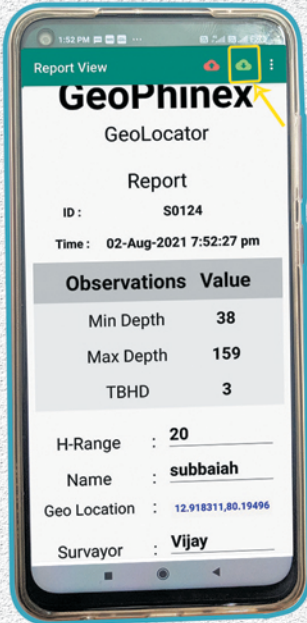 1:52 PM
Report View
GeoPhinex
GeoLocator
Report
ID : S0124
Time : 02-Aug-2021 7:52:27 pm
Observations Value
Min Depth 38
Max Depth 159
TBHD 3
H-Range : 20
Name : subbaiah
Geo Location : 12.918311,80.19496
Survayor : Vijay